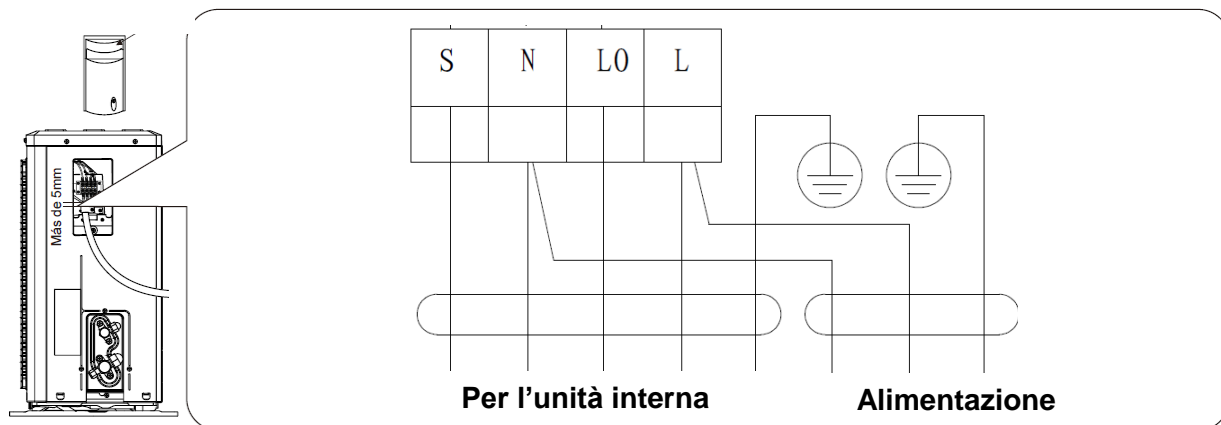 S N LO L
Más de 5mm
Per l’unità interna
Alimentazione